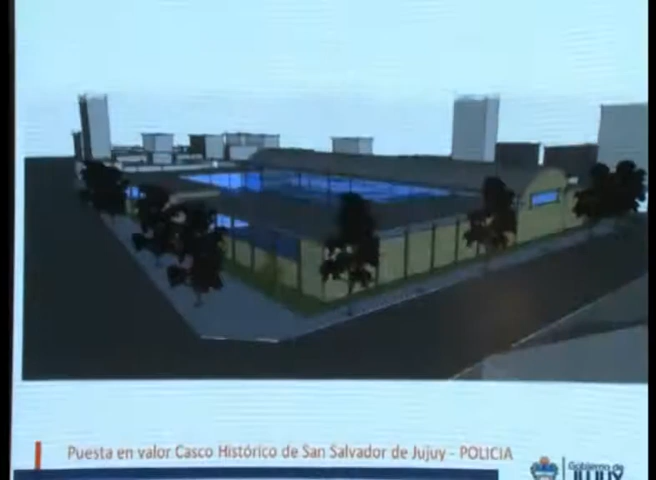 Puesta en valor Casco Histórico de San Salvador de Jujuy - POLICIA
Gobierno de
JUJUY